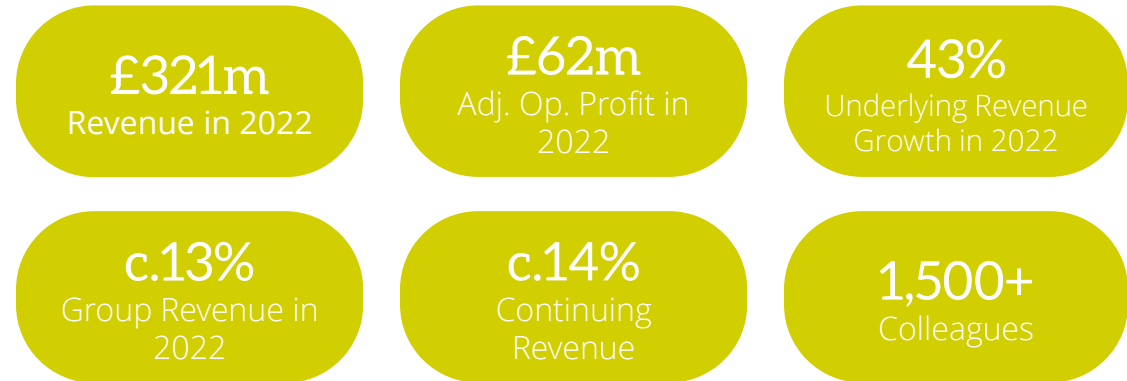 £321m
Revenue in 2022
£62m
Adj. Op. Profit in
2022
43%
Underlying Revenue
Growth in 2022
c.13%
Group Revenue in
2022
c.14%
Continuing
Revenue
1,500+
Colleagues